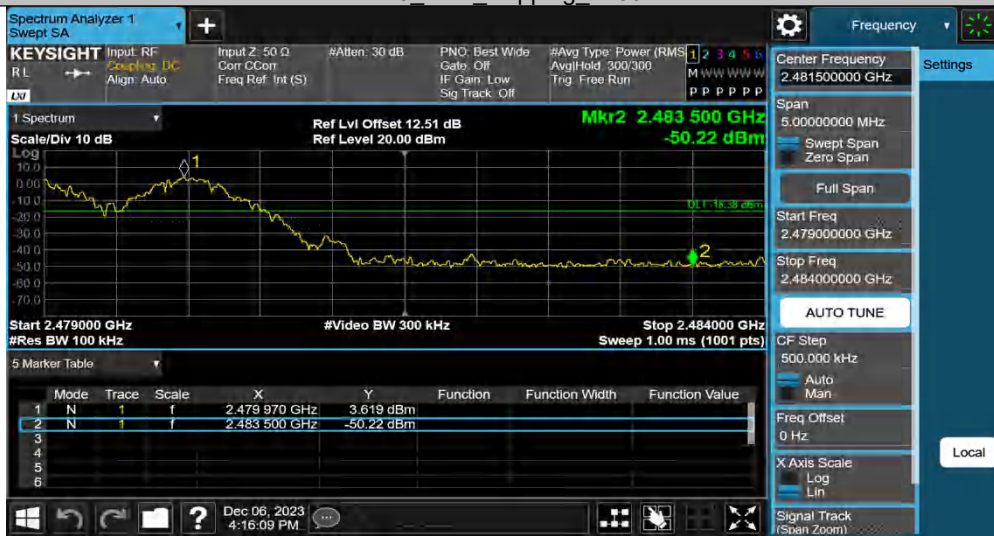 Spectrum Analyzer 1
Swept SA
+
Frequency
KEYSIGHT
RL
LXI
Input: RF
Coupling: DC
Align: Auto
Input Z: 50 Ω
Corr CCorr
Freq Ref: Int (S)
#Atten: 30 dB
PNO: Best Wide
Gate: Off
IF Gain: Low
Sig Track: Off
#Avg Type: Power (RMS
Avg|Hold: 300/300
Trig: Free Run
1 2 3 4 5 6
M W W W W W
P P P P P P
Center Frequency
2.481500000 GHz
Settings
1 Spectrum
Scale/Div 10 dB
Ref Lvl Offset 12.51 dB
Ref Level 20.00 dBm
Mkr2 2.483 500 GHz
-50.22 dBm
Span
5.00000000 MHz
Swept Span
Zero Span
Full Span
Log
10.0
0.00
-10.0
-20.0
-30.0
-40.0
-50.0
-60.0
-70.0
1
2
DL1 -16.38 dBm
Start Freq
2.479000000 GHz
Stop Freq
2.484000000 GHz
AUTO TUNE
Start 2.479000 GHz
#Res BW 100 kHz
#Video BW 300 kHz
Stop 2.484000 GHz
Sweep 1.00 ms (1001 pts)
CF Step
500.000 kHz
Auto
Man
5 Marker Table
Mode Trace Scale X Y Function Function Width Function Value
1 N 1 f 2.479 970 GHz 3.619 dBm
2 N 1 f 2.483 500 GHz -50.22 dBm
3
4
5
6
Freq Offset
0 Hz
Local
X Axis Scale
Log
Lin
Signal Track
(Span Zoom)
?
Dec 06, 2023
4:16:09 PM